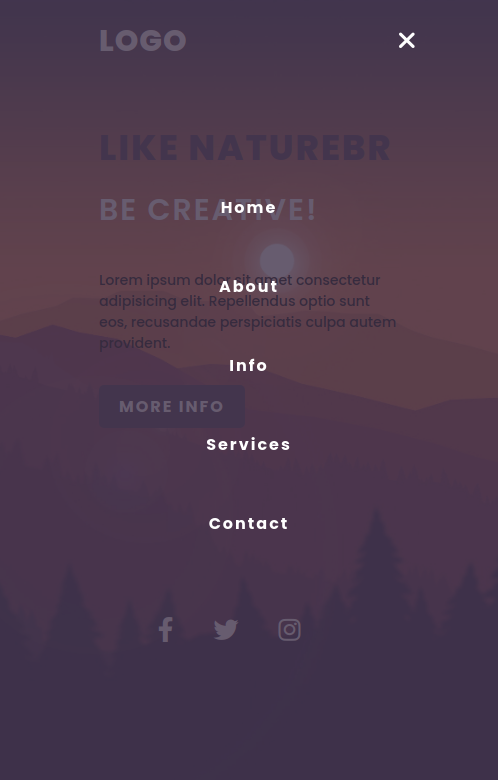 LOGO
LIKE NATUREBR
BE CREATIVE!
Home
Lorem ipsum dolor sit amet consectetur
About
adipisicing elit. Repellendus optio sunt
eos, recusandae perspiciatis culpa autem
provident.
Info
MORE INFO
Services
Contact